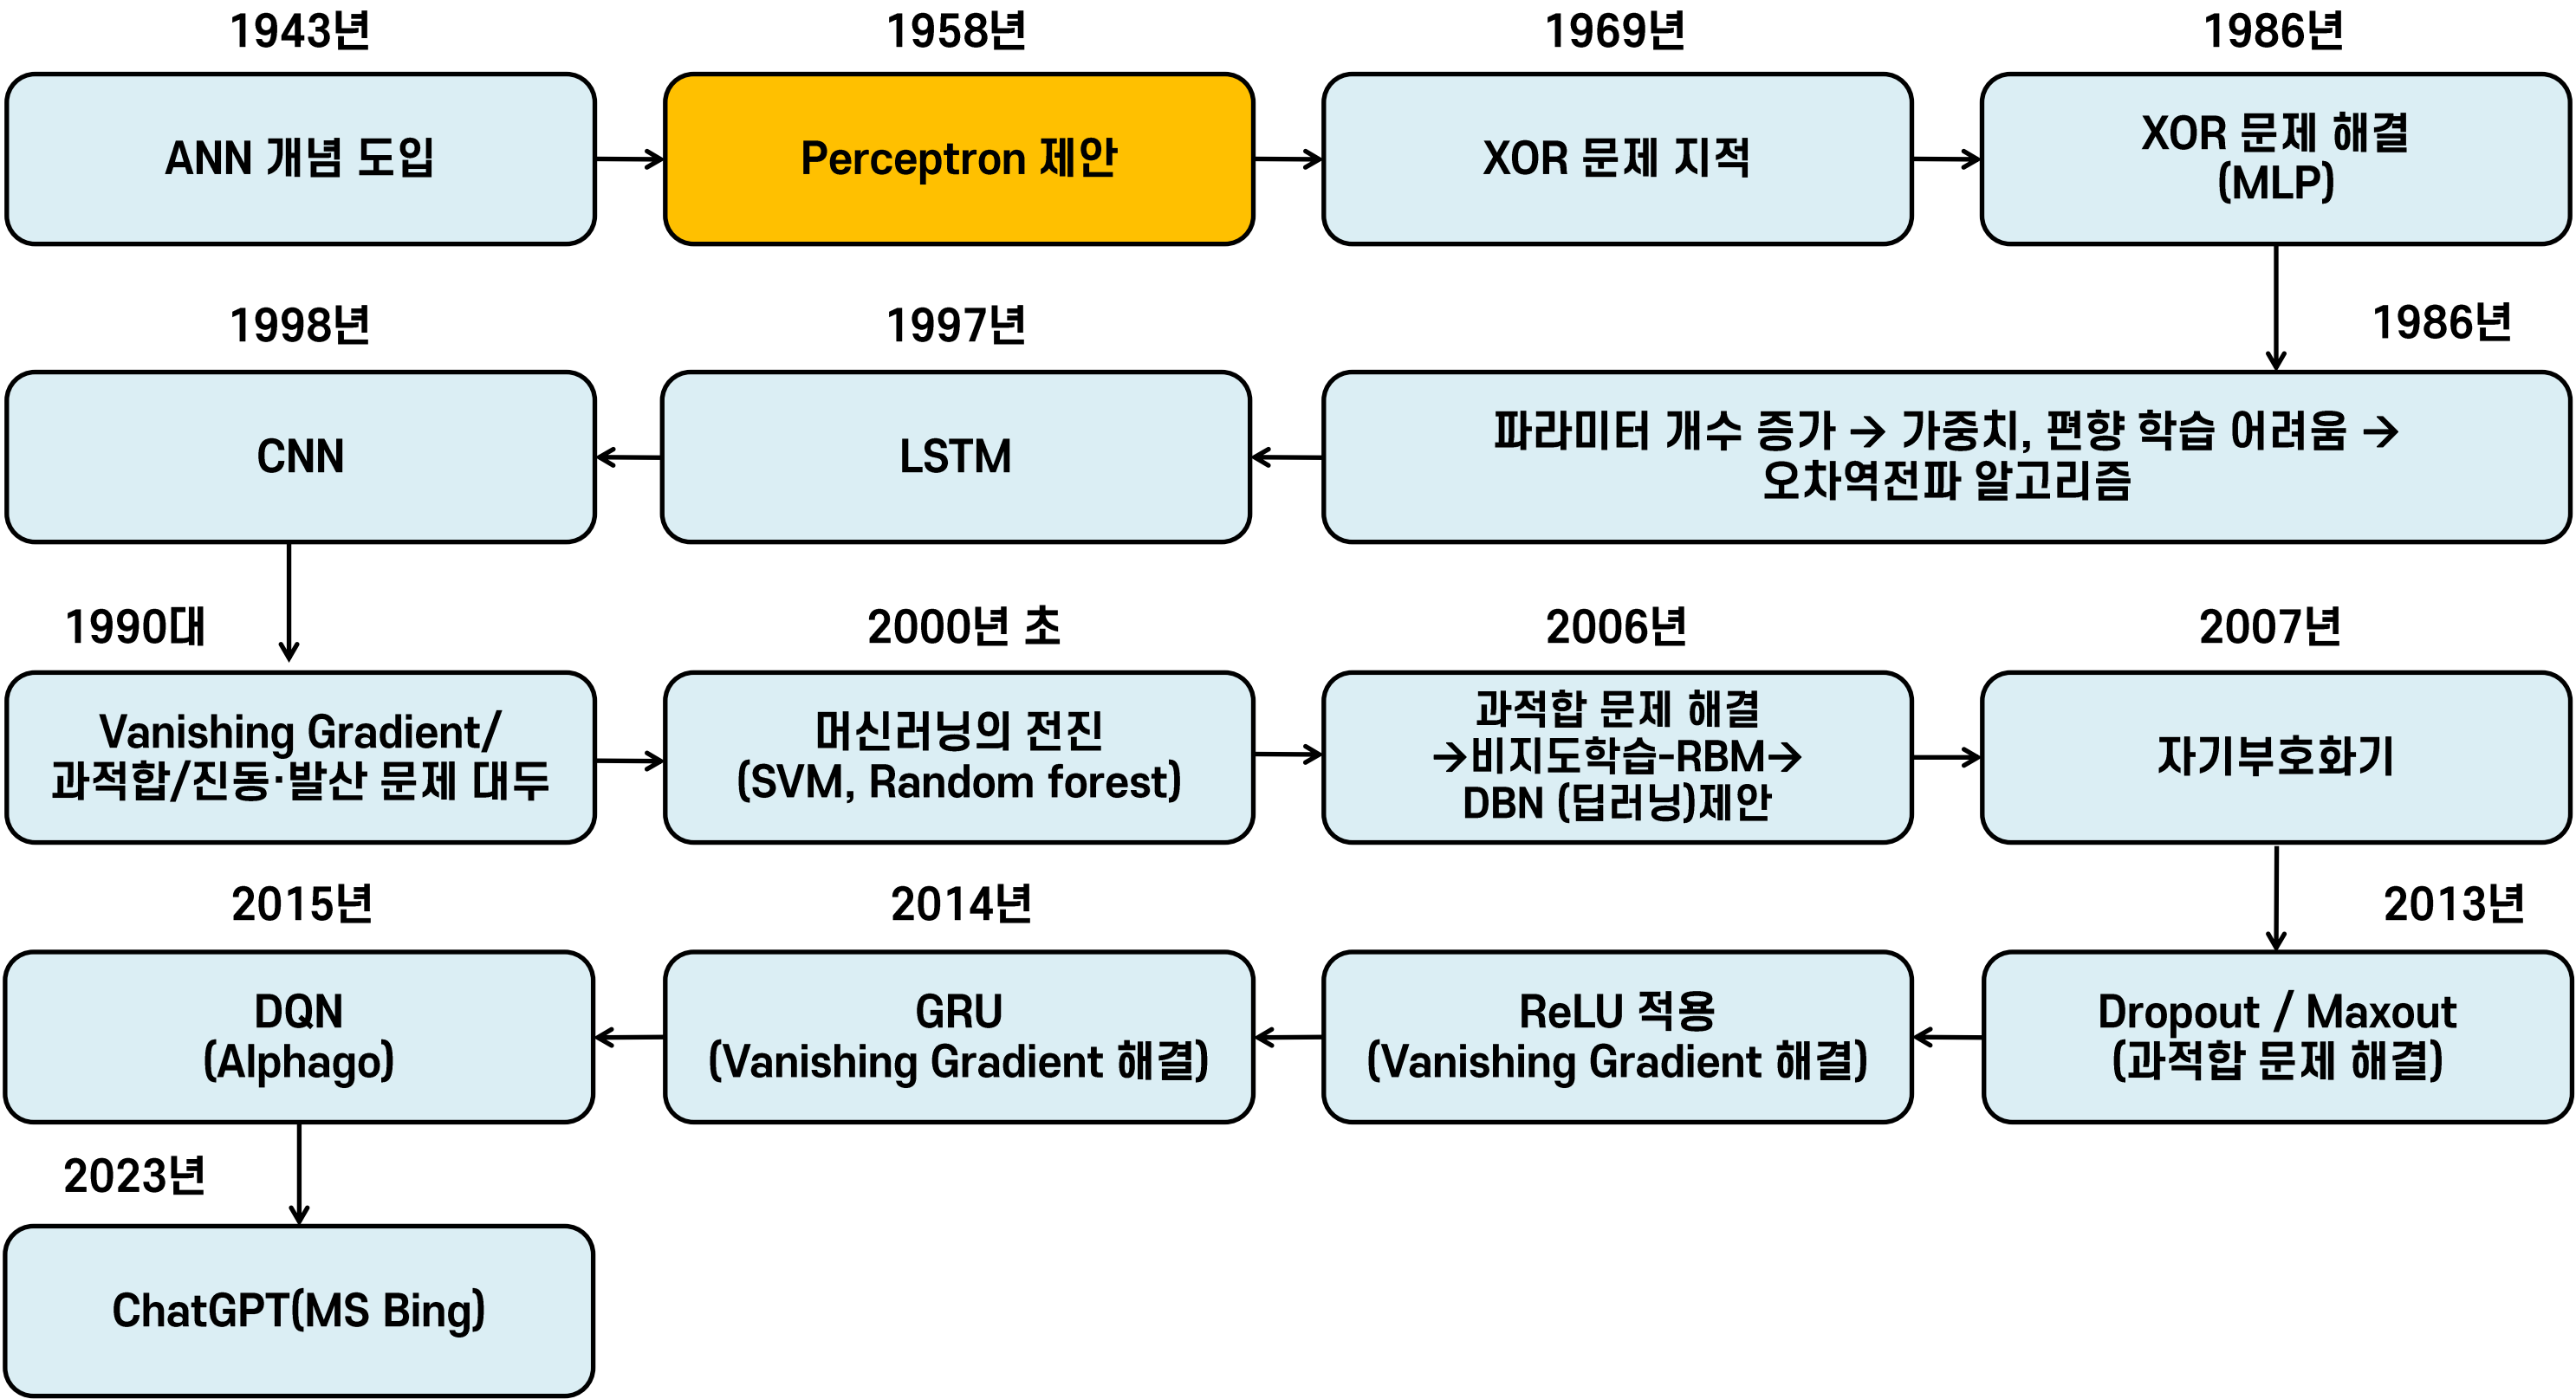 1943년
ANN 개념 도입
1958년
Perceptron 제안
1969년
XOR 문제 지적
1986년
XOR 문제 해결
(MLP)
1986년
파라미터 개수 증가 → 가중치, 편향 학습 어려움 →
오차역전파 알고리즘
1997년
LSTM
1998년
CNN
1990대
Vanishing Gradient/
과적합/진동·발산 문제 대두
2000년 초
머신러닝의 전진
(SVM, Random forest)
2006년
과적합 문제 해결
→비지도학습-RBM→
DBN (딥러닝)제안
2007년
자기부호화기
2013년
Dropout / Maxout
(과적합 문제 해결)
ReLU 적용
(Vanishing Gradient 해결)
2014년
GRU
(Vanishing Gradient 해결)
2015년
DQN
(Alphago)
2023년
ChatGPT(MS Bing)